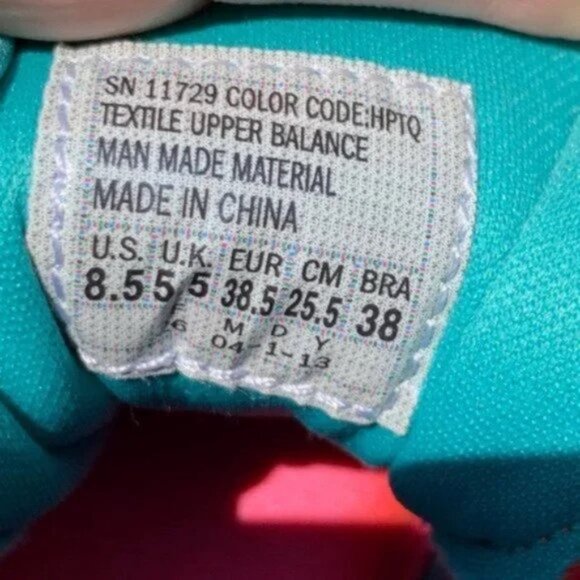 SN 11729 COLOR CODE:HPTQ
TEXTILE UPPER BALANCE
MAN MADE MATERIAL
MADE IN CHINA
U.S. U.K. EUR CM BRA
8.5 5.5 38.5 25.5 38
M D Y
04-1-13